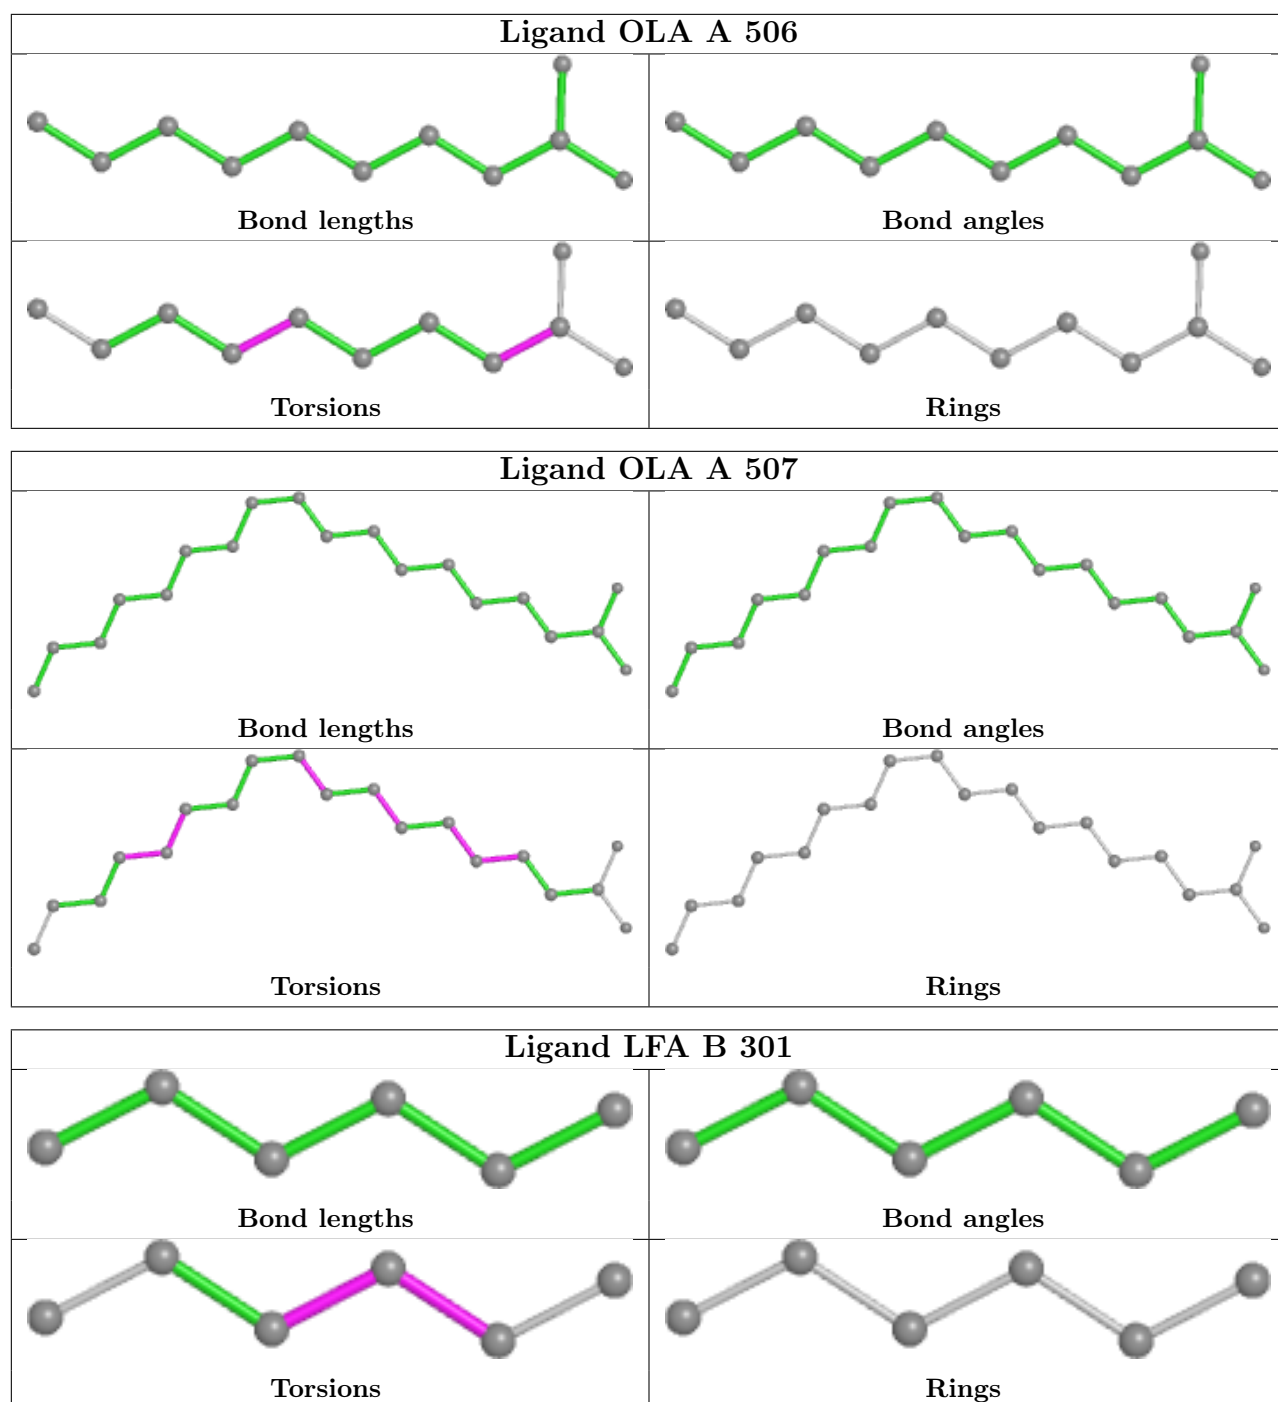 Ligand OLA A 506
Bond lengths
Bond angles
Torsions
Rings
Ligand OLA A 507
Bond lengths
Bond angles
Torsions
Rings
Ligand LFA B 301
Bond lengths
Bond angles
Torsions
Rings